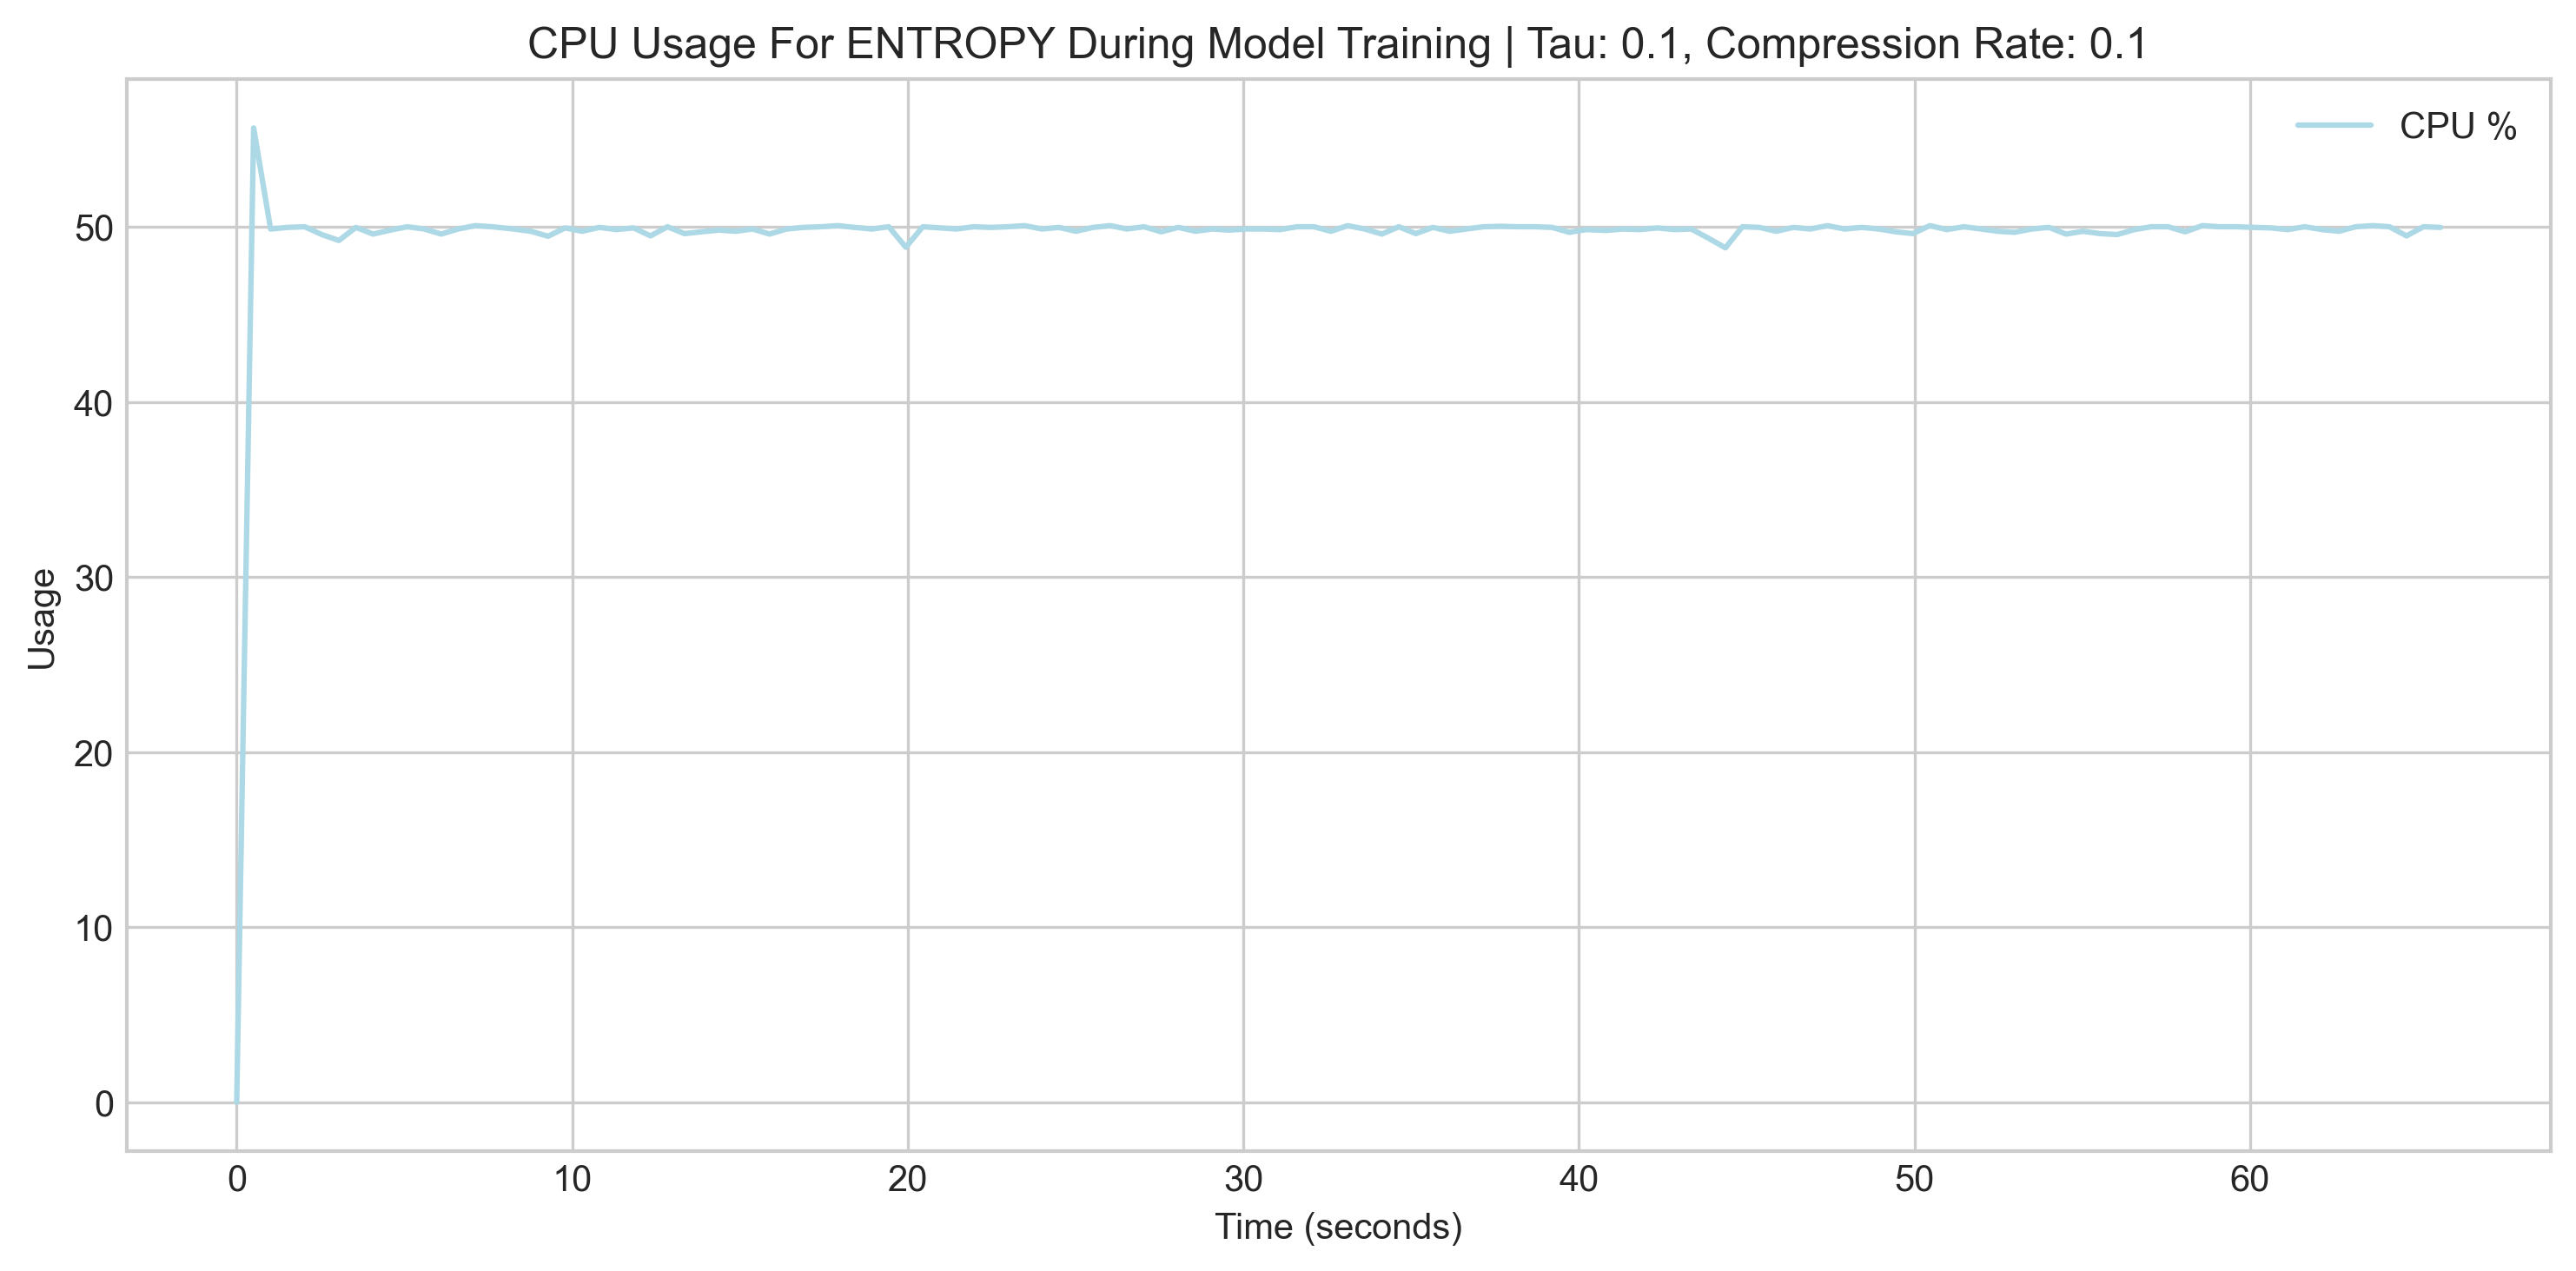 CPU Usage For ENTROPY During Model Training | Tau: 0.1, Compression Rate: 0.1
CPU %
50
40
30
20
10
0
Usage
0 10 20 30 40 50 60
Time (seconds)